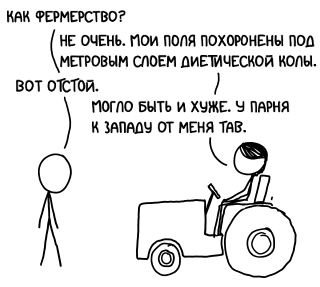 КАК ФЕРМЕРСТВО?
НЕ ОЧЕНЬ. МОИ ПОЛЯ ПОХОРОНЕНЫ ПОД
МЕТРОВЫМ СЛОЕМ ДИЕТИЧЕСКОЙ КОЛЫ.
ВОТ ОТСТОЙ.
МОГЛО БЫТЬ И ХУЖЕ. У ПАРНЯ
К ЗАПАДУ ОТ МЕНЯ ТАВ.